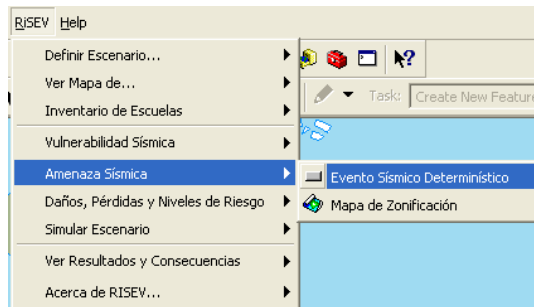 RiSEV Help
Definir Escenario...
Ver Mapa de...
Task: Create New Feature
Inventario de Escuelas
Vulnerabilidad Sísmica
Amenaza Sísmica
Evento Sísmico Determinístico
Daños, Pérdidas y Niveles de Riesgo
Mapa de Zonificación
Simular Escenario
Ver Resultados y Consecuencias
Acerca de RISEV...